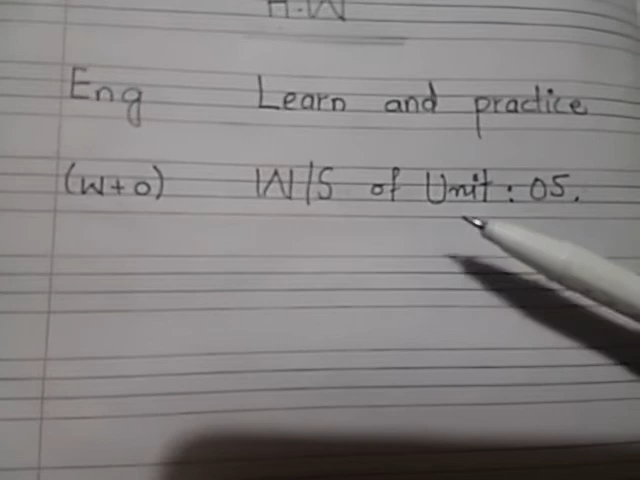 H.W
Eng Learn and practice
(W+O) W/S of Unit: 05.